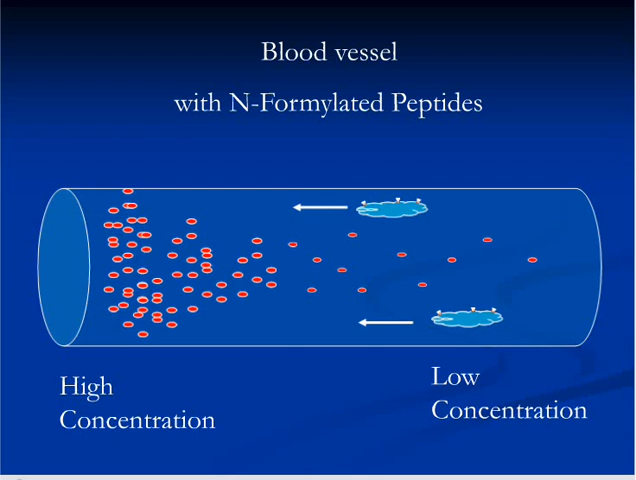 Blood vessel
with N-Formylated Peptides
High
Concentration
Low
Concentration